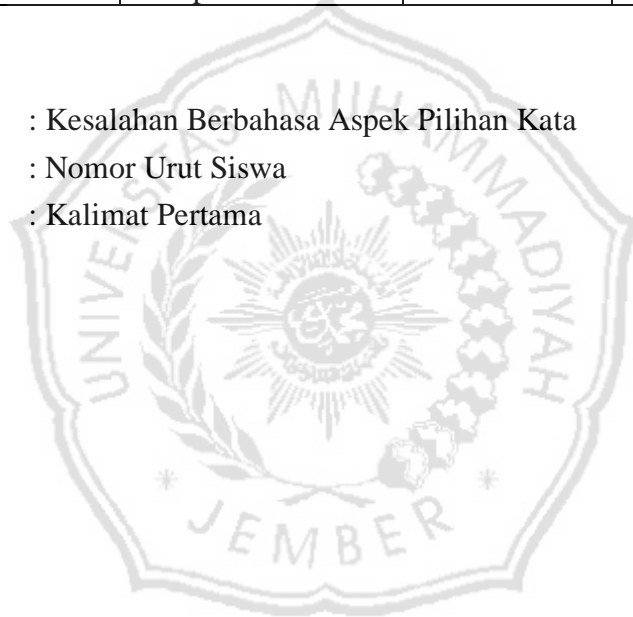 : Kesalahan Berbahasa Aspek Pilihan Kata
: Nomor Urut Siswa
: Kalimat Pertama
UNIVERSITAS MUHAMMADIYAH
JEMBER